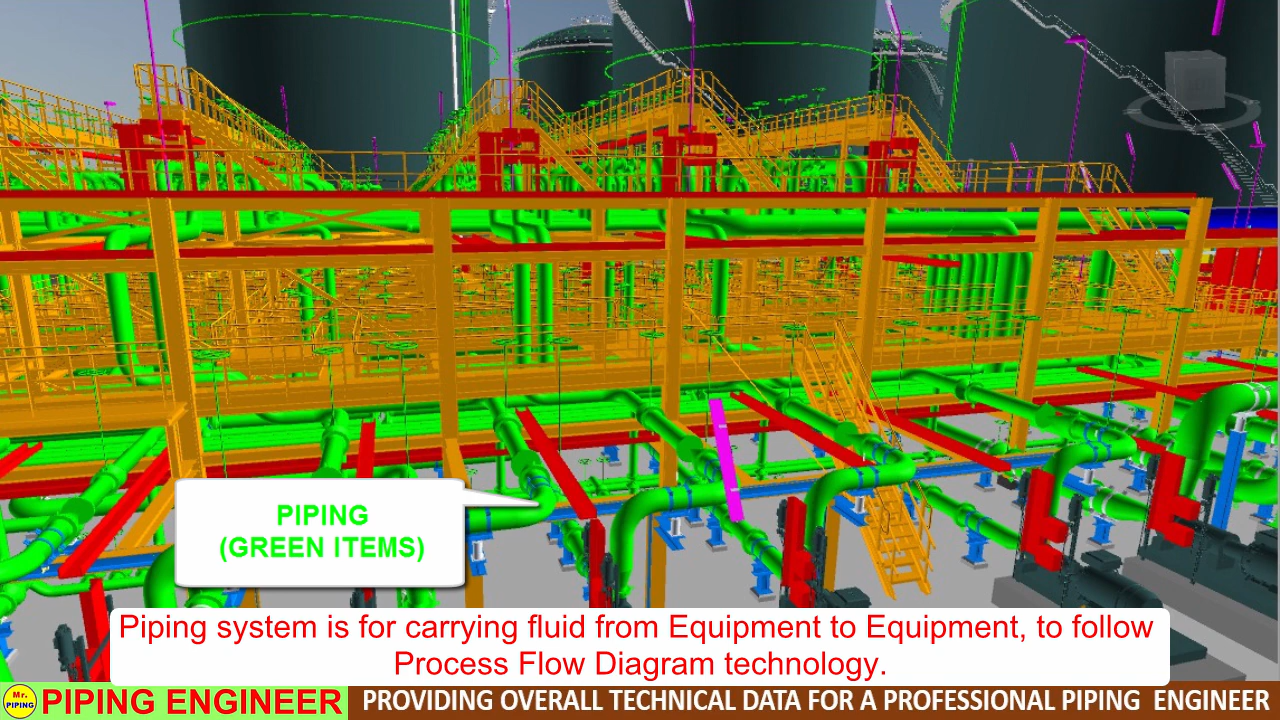 PIPING
(GREEN ITEMS)
Piping system is for carrying fluid from Equipment to Equipment, to follow
Process Flow Diagram technology.
Mr.
PIPING
PIPING ENGINEER
PROVIDING OVERALL TECHNICAL DATA FOR A PROFESSIONAL PIPING ENGINEER